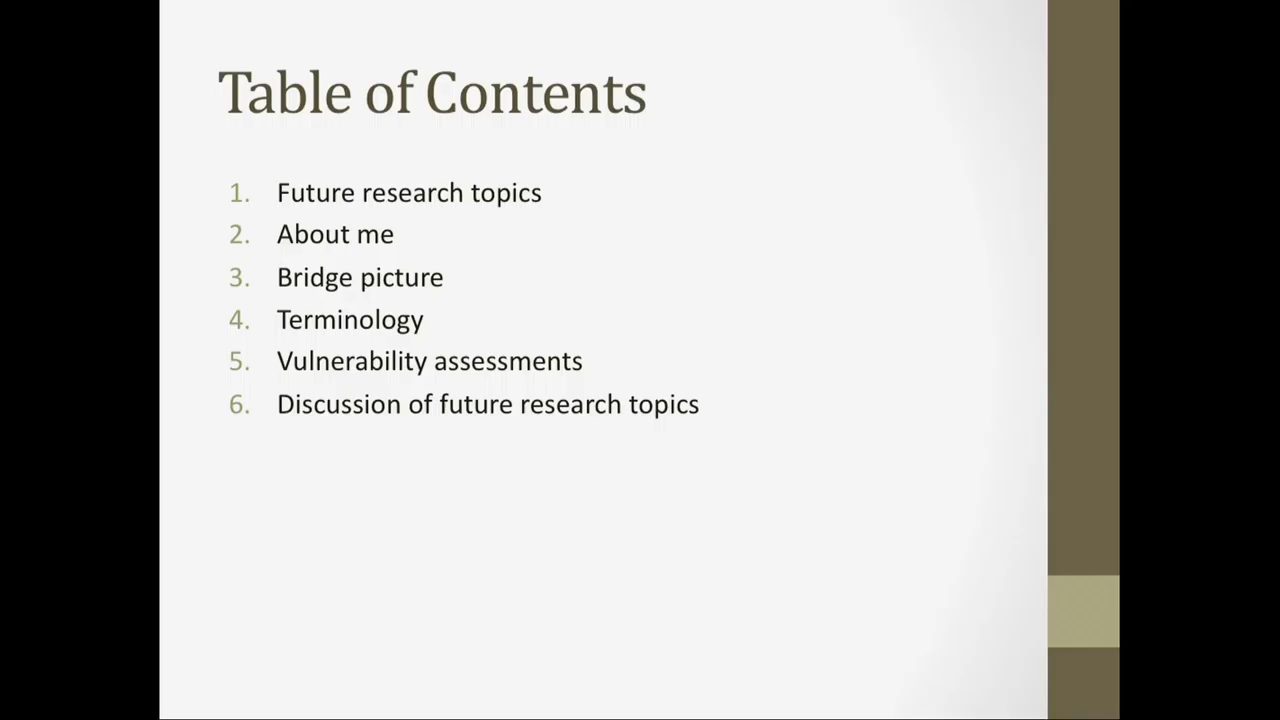 Table of Contents
1. Future research topics
2. About me
3. Bridge picture
4. Terminology
5. Vulnerability assessments
6. Discussion of future research topics